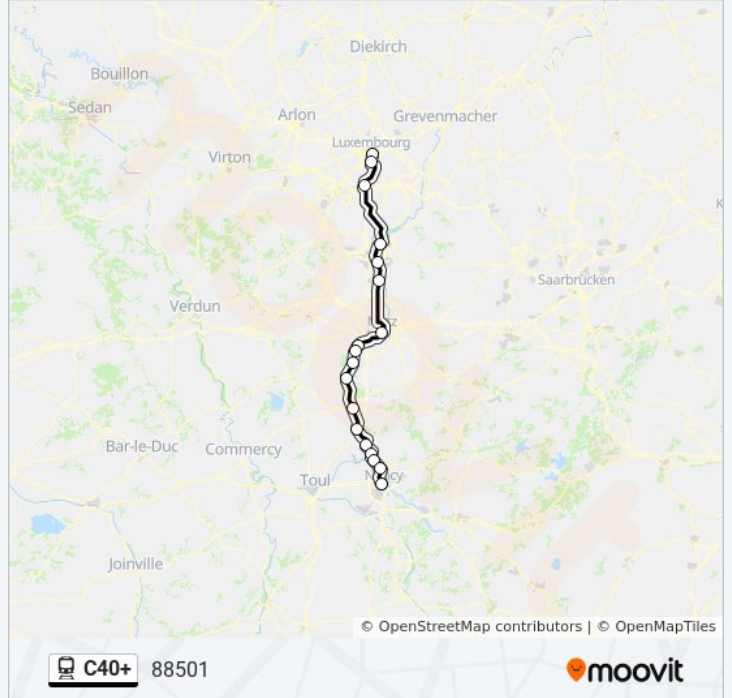 Diekirch
Bouillon
Sedan
Arlon
Grevenmacher
Luxembourg
Virton
Saarbrücken
Verdun
Bar-le-Duc
Commercy
Toul
Joinville
© OpenStreetMap contributors | © OpenMapTiles
C40+ 88501
moovit